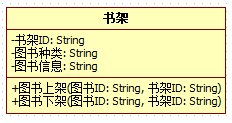 书架
-书架ID: String
-图书种类: String
-图书信息: String
+图书上架(图书ID: String, 书架ID: String)
+图书下架(图书ID: String, 书架ID: String)